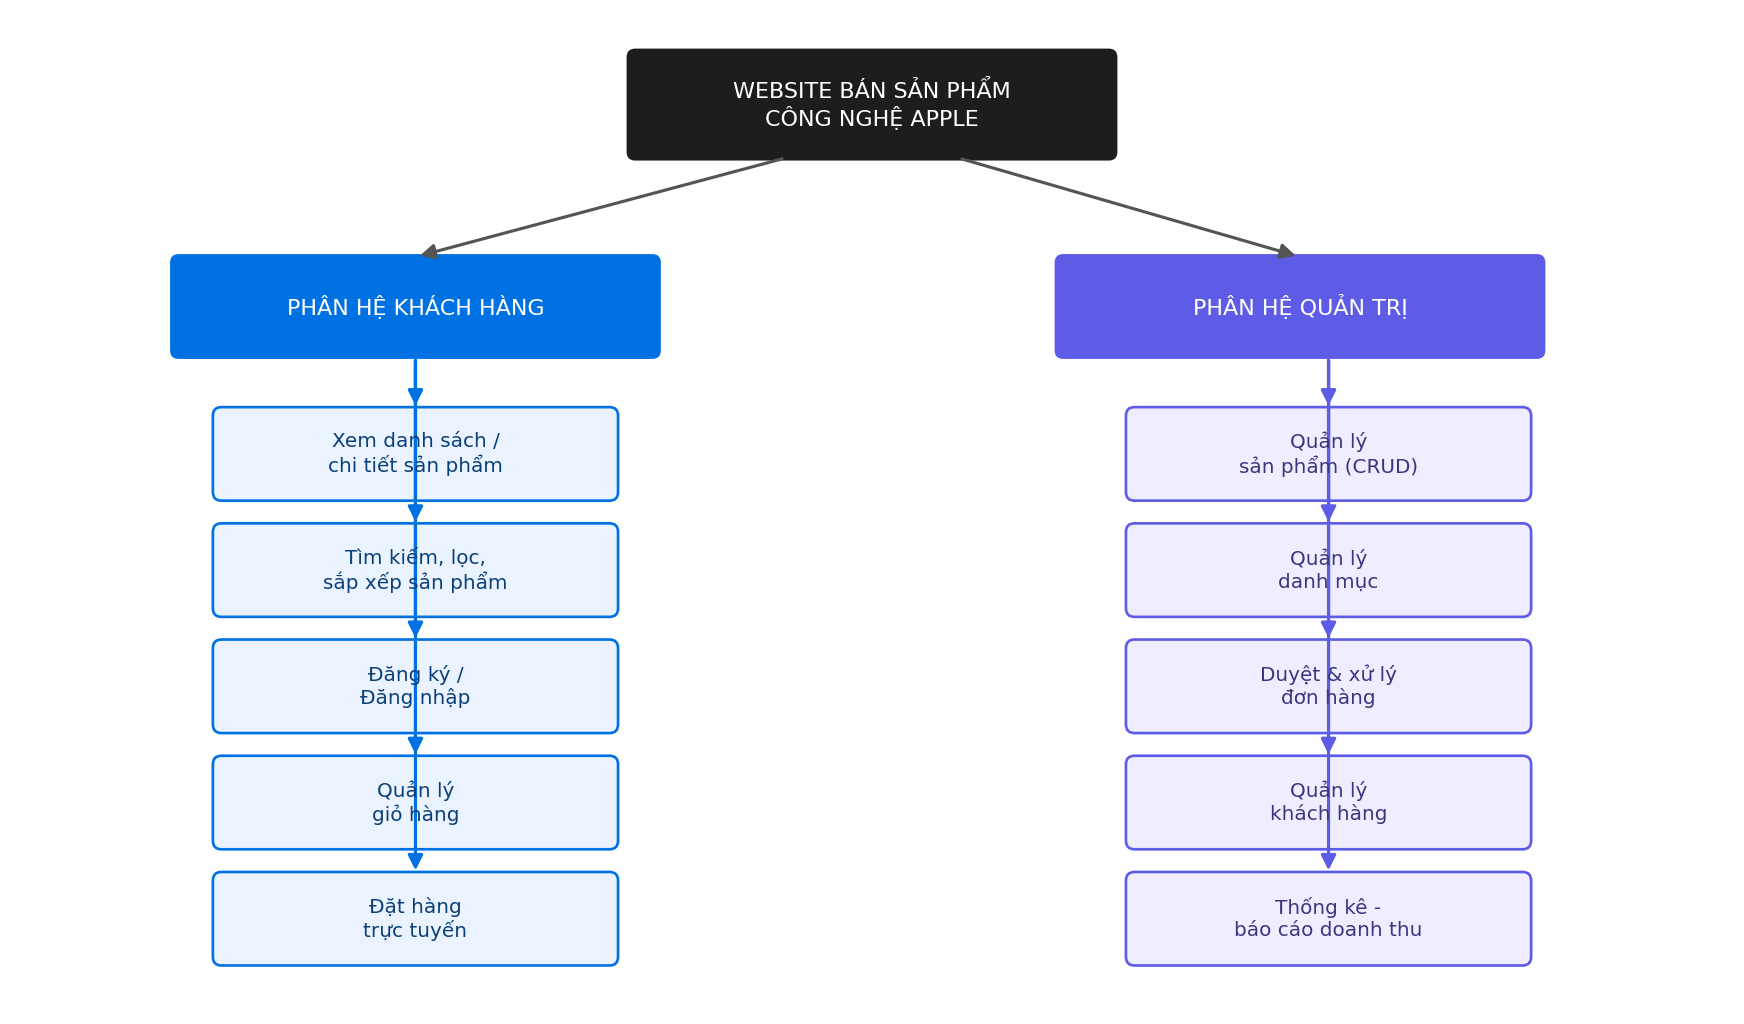 WEBSITE BÁN SẢN PHẨM
CÔNG NGHỆ APPLE
PHÂN HỆ KHÁCH HÀNG
PHÂN HỆ QUẢN TRỊ
Xem danh sách /
chi tiết sản phẩm
Tìm kiếm, lọc,
sắp xếp sản phẩm
Đăng ký /
Đăng nhập
Quản lý
giỏ hàng
Đặt hàng
trực tuyến
Quản lý
sản phẩm (CRUD)
Quản lý
danh mục
Duyệt & xử lý
đơn hàng
Quản lý
khách hàng
Thống kê -
báo cáo doanh thu